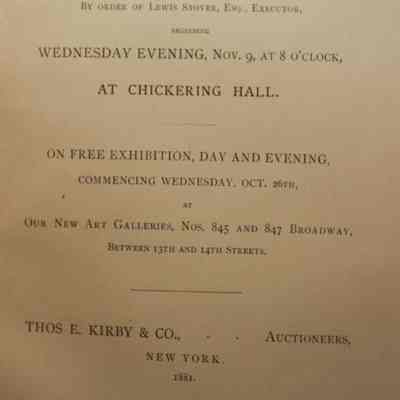 By order of Lewis Stover, Esq., Executor,
BEGINNING
WEDNESDAY EVENING, Nov. 9, at 8 o'clock,
AT CHICKERING HALL.
ON FREE EXHIBITION, DAY AND EVENING,
COMMENCING WEDNESDAY, OCT. 26TH,
AT
Our New Art Galleries, Nos. 845 and 847 Broadway,
Between 13th and 14th Streets.
THOS E. KIRBY & CO., - - Auctioneers,
NEW YORK.
1881.